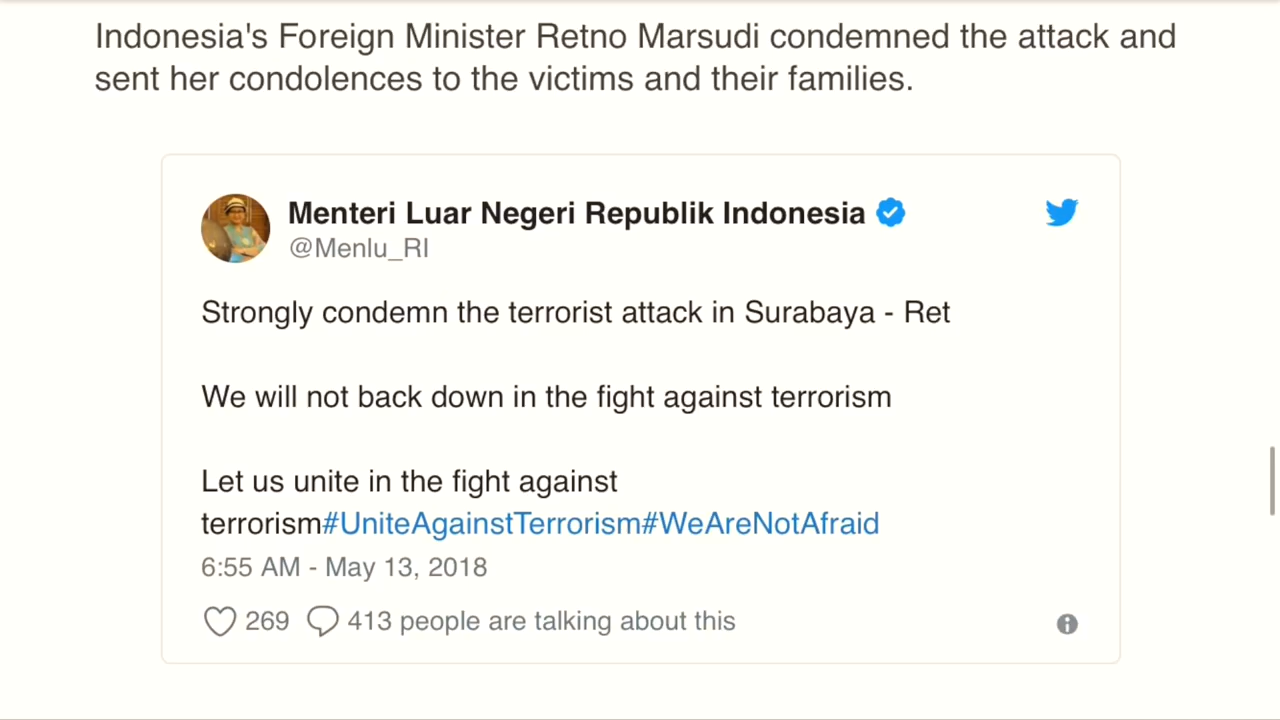 Indonesia's Foreign Minister Retno Marsudi condemned the attack and
sent her condolences to the victims and their families.
Menteri Luar Negeri Republik Indonesia
@Menlu_RI
Strongly condemn the terrorist attack in Surabaya - Ret
We will not back down in the fight against terrorism
Let us unite in the fight against
terrorism#UniteAgainstTerrorism#WeAreNotAfraid
6:55 AM - May 13, 2018
269 413 people are talking about this